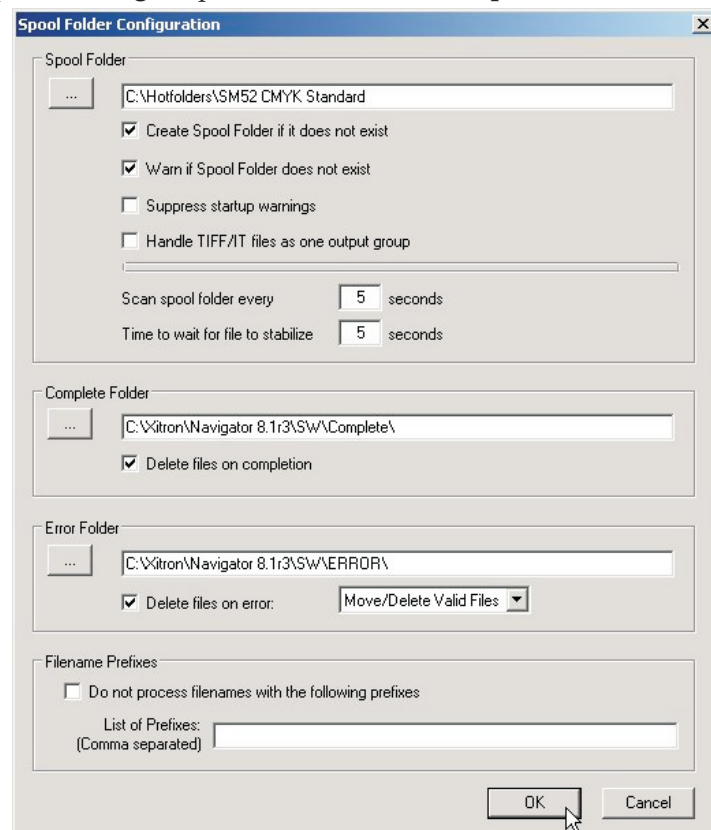 Spool Folder Configuration
Spool Folder
...
C:\Hotfolders\SM52 CMYK Standard
Create Spool Folder if it does not exist
Warn if Spool Folder does not exist
Suppress startup warnings
Handle TIFF/IT files as one output group
Scan spool folder every 5 seconds
Time to wait for file to stabilize 5 seconds
Complete Folder
...
C:\Xitron\Navigator 8.1r3\SW\Complete\
Delete files on completion
Error Folder
...
C:\Xitron\Navigator 8.1r3\SW\ERROR\
Delete files on error: Move/Delete Valid Files
Filename Prefixes
Do not process filenames with the following prefixes
List of Prefixes:
(Comma separated)
OK Cancel